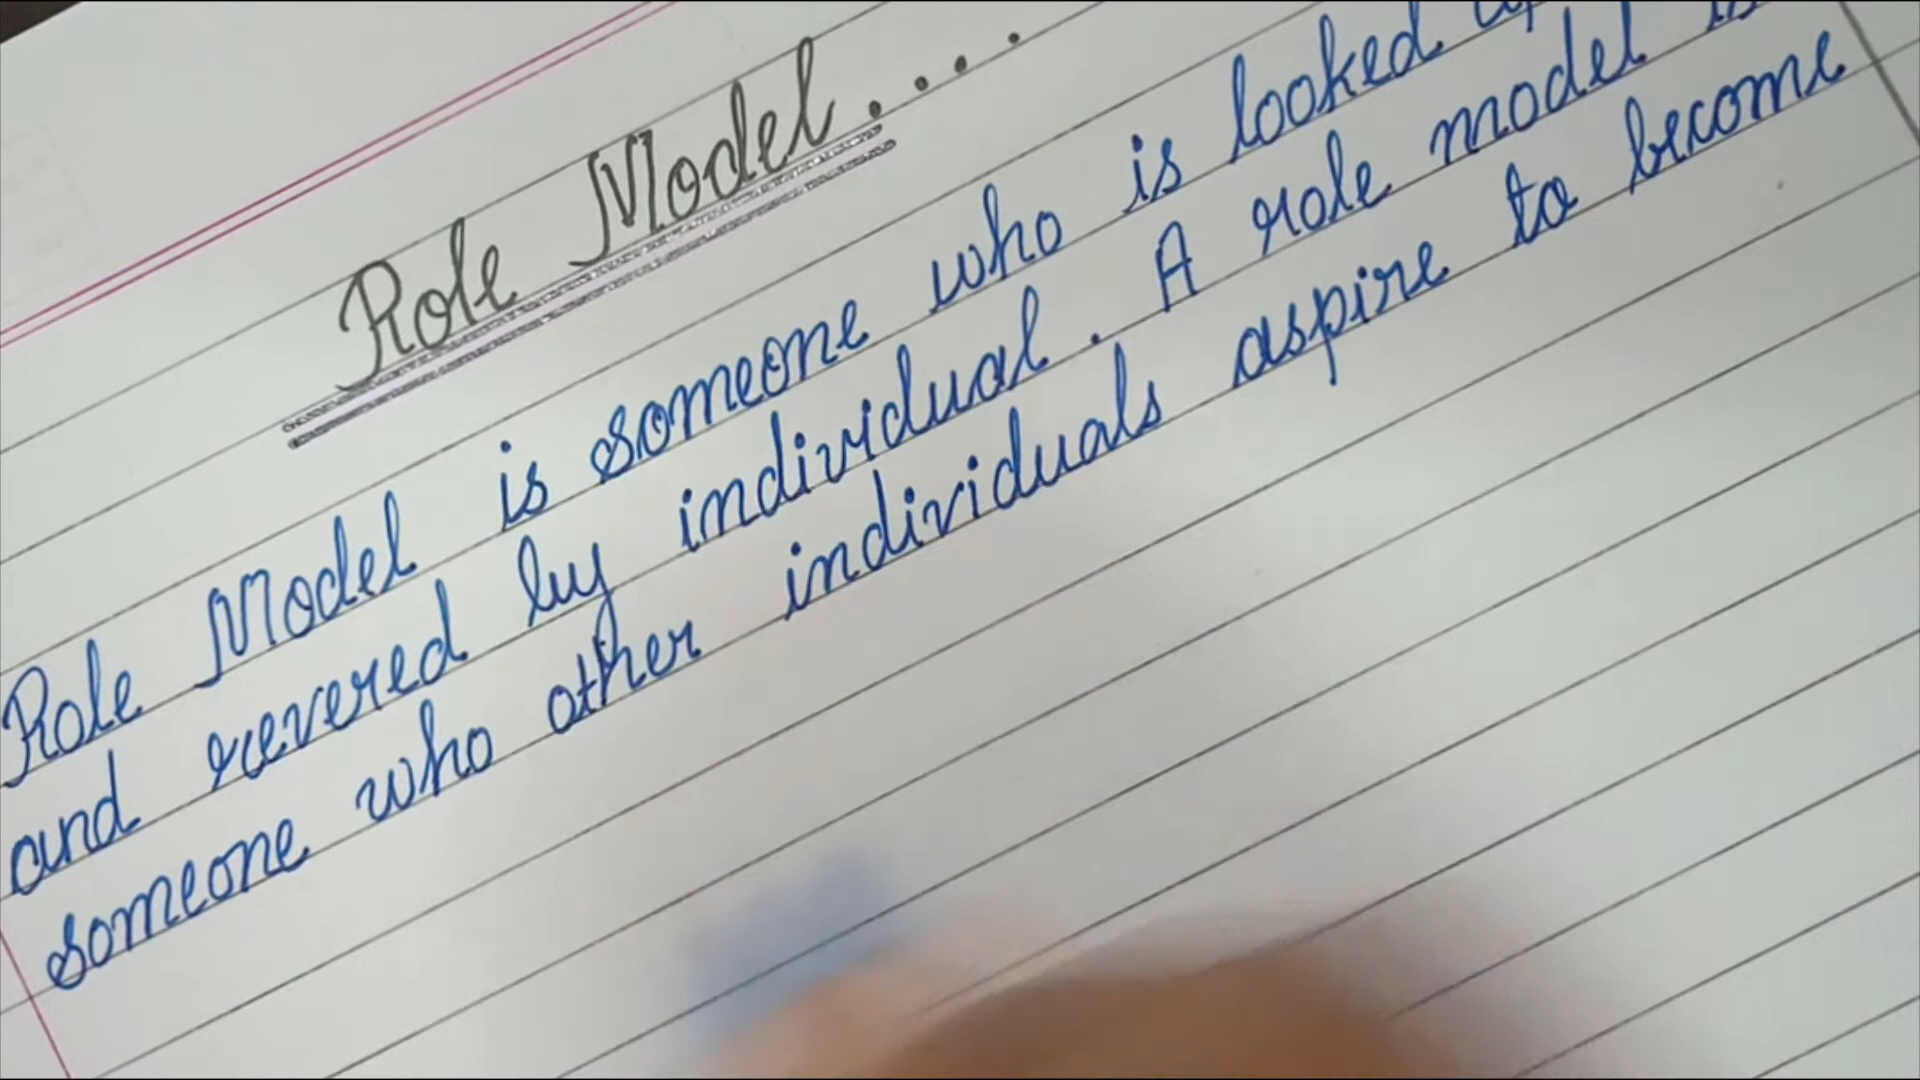 Role Model....
Role Model is someone who is looked
and revered by individual. A role model is
someone who other individuals aspire to become